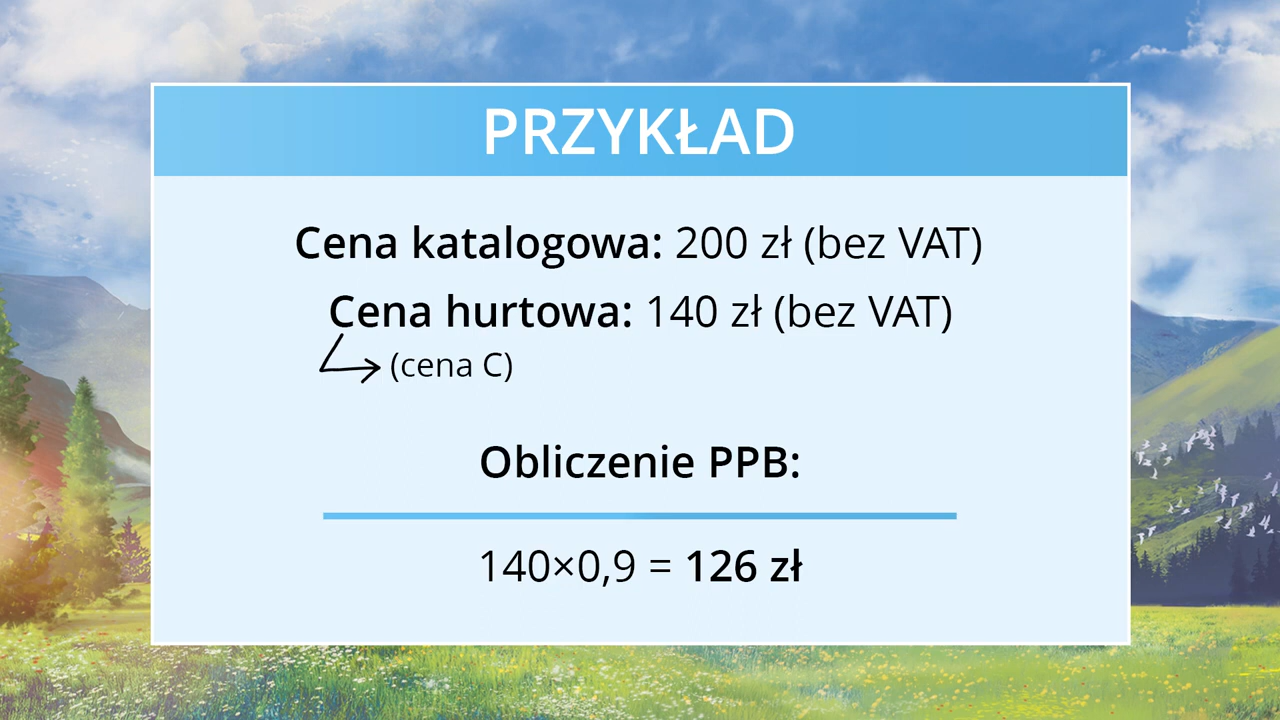 PRZYKŁAD
Cena katalogowa: 200 zł (bez VAT)
Cena hurtowa: 140 zł (bez VAT)
(cena C)
Obliczenie PPB:
140×0,9 = 126 zł